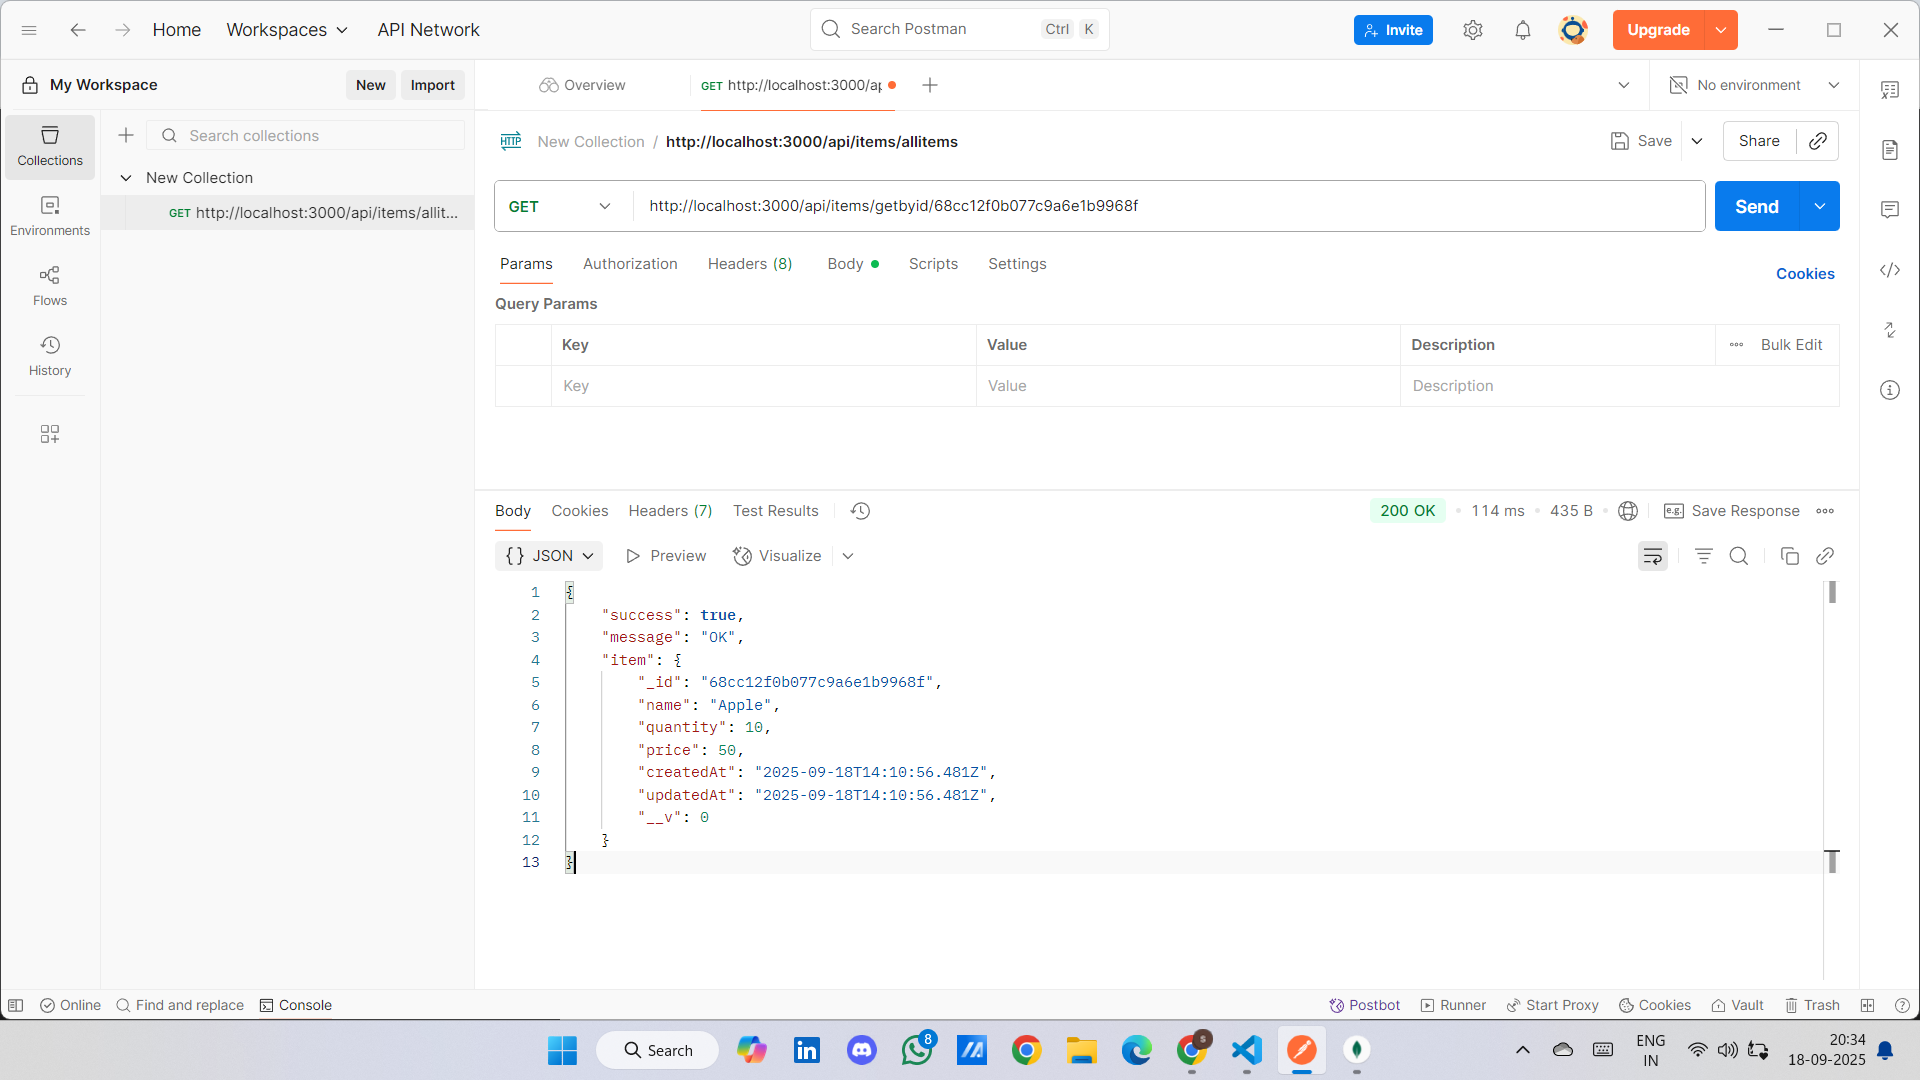 Home
Workspaces
API Network
Search Postman
Ctrl K
Invite
Upgrade
My Workspace
New
Import
Overview
GET http://localhost:3000/ap
No environment
Collections
Environments
Flows
History
Search collections
New Collection
GET http://localhost:3000/api/items/allit...
HTTP New Collection / http://localhost:3000/api/items/allitems
Save
Share
GET
http://localhost:3000/api/items/getbyid/68cc12f0b077c9a6e1b9968f
Send
Params Authorization Headers (8) Body Scripts Settings
Cookies
Query Params
Key Value Description Bulk Edit
Key Value Description
Body Cookies Headers (7) Test Results
200 OK 114 ms 435 B e.g. Save Response
{} JSON Preview Visualize
1 {
2 "success": true,
3 "message": "OK",
4 "item": {
5 "_id": "68cc12f0b077c9a6e1b9968f",
6 "name": "Apple",
7 "quantity": 10,
8 "price": 50,
9 "createdAt": "2025-09-18T14:10:56.481Z",
10 "updatedAt": "2025-09-18T14:10:56.481Z",
11 "__v": 0
12 }
13 }
Online Find and replace Console
Postbot Runner Start Proxy Cookies Vault Trash
Search
8
ENG
IN
20:34
18-09-2025